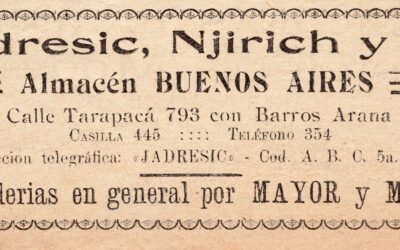 dresic, Njirich y
Almacén BUENOS AIRES
Calle Tarapacá 793 con Barros Arana
CASILLA 445 :::: TELÉFONO 354
ción telegráfica: «JADRESIC» - Cod. A. B. C. 5a.
derias en general por MAYOR y M